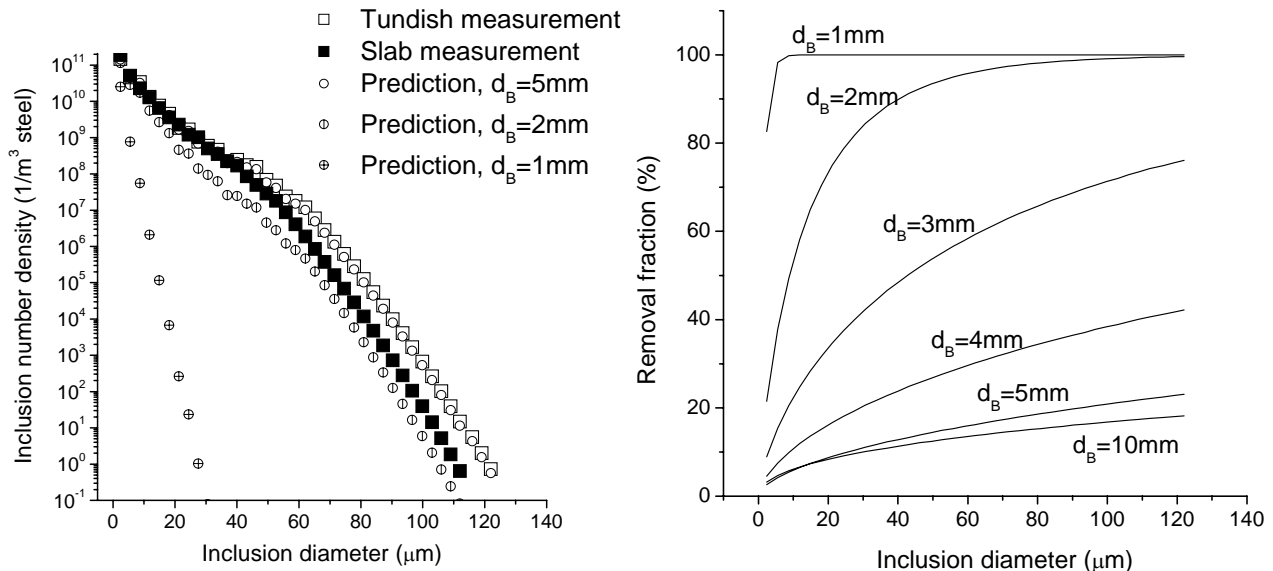 Tundish measurement
Slab measurement
Prediction, d_B=5mm
Prediction, d_B=2mm
Prediction, d_B=1mm
10^11
10^10
10^9
10^8
10^7
10^6
10^5
10^4
10^3
10^2
10^1
10^0
10^-1
Inclusion number density (1/m^3 steel)
0 20 40 60 80 100 120 140
Inclusion diameter (μm)
100
80
60
40
20
0
Removal fraction (%)
d_B=1mm
d_B=2mm
d_B=3mm
d_B=4mm
d_B=5mm
d_B=10mm
0 20 40 60 80 100 120 140
Inclusion diameter (μm)